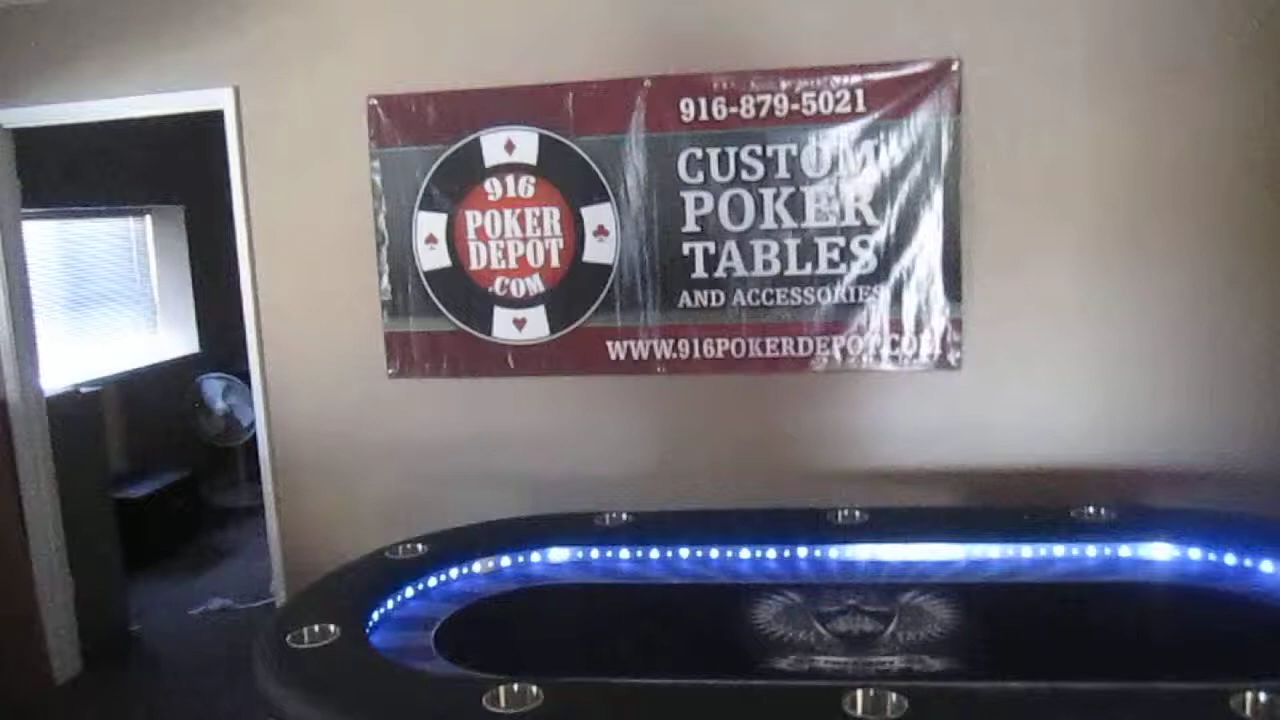 916
POKER
DEPOT
.COM
916-879-5021
CUSTOM
POKER
TABLES
AND ACCESSORIES
WWW.916POKERDEPOT.COM